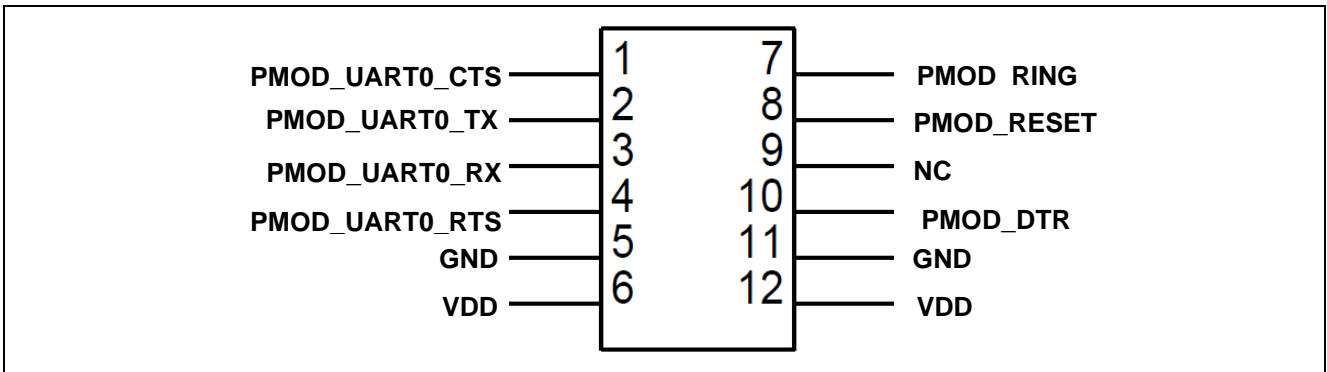 PMOD_UART0_CTS 1 7 PMOD RING
PMOD_UART0_TX 2 8 PMOD_RESET
PMOD_UART0_RX 3 9 NC
PMOD_UART0_RTS 4 10 PMOD_DTR
GND 5 11 GND
VDD 6 12 VDD